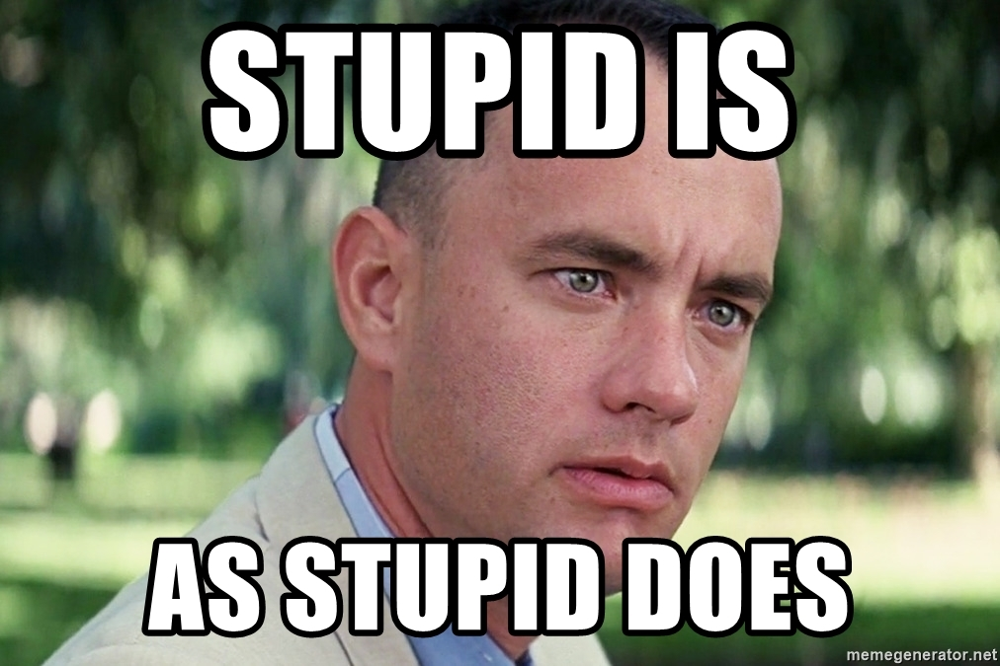 STUPID IS
AS STUPID DOES
memegenerator.net